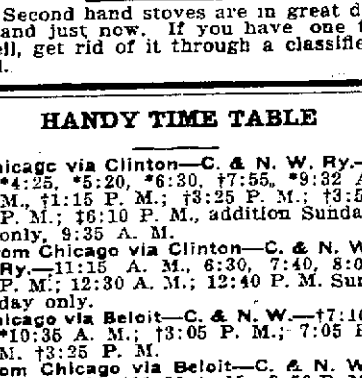 Second hand stoves are in great d
and just now. If you have one t
ell, get rid of it through a classifie
d.
HANDY TIME TABLE
hicago via Clinton—C. & N. W. Ry.—
*4:25, *5:20, *6:30, †7:55, *9:32 A
M., †1:15 P. M.; †3:25 P. M.; †3:5
P. M.; ‡6:10 P. M., addition Sunda
only, 9:35 A. M.
rom Chicago via Clinton—C. & N. W
Ry.—11:15 A. M., 6:30, 7:40, 8:0
P. M.; 12:30 A. M.; 12:40 P. M. Sun
day only.
hicago via Beloit—C. & N. W.—†7:10
*10:35 A. M.; †3:05 P. M.; 7:05 P
M. †3:25 P. M.
om Chicago via Beloit—C. & N. W